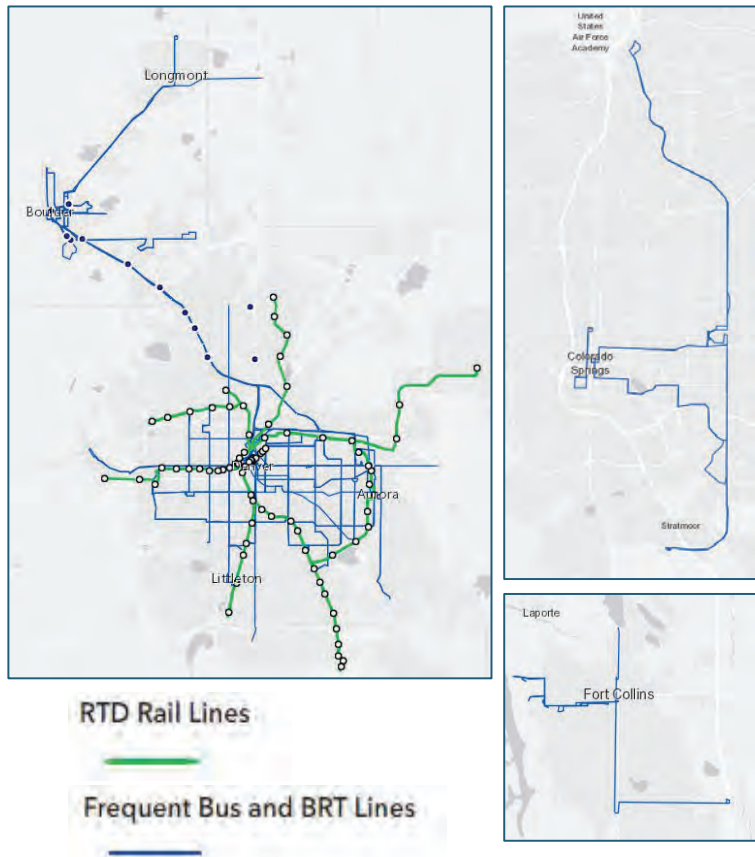 Longmont
Boulder
Denver
Aurora
Littleton
United
States
Air Force
Academy
Colorado
Springs
Stratmoor
Laporte
Fort Collins
RTD Rail Lines
Frequent Bus and BRT Lines